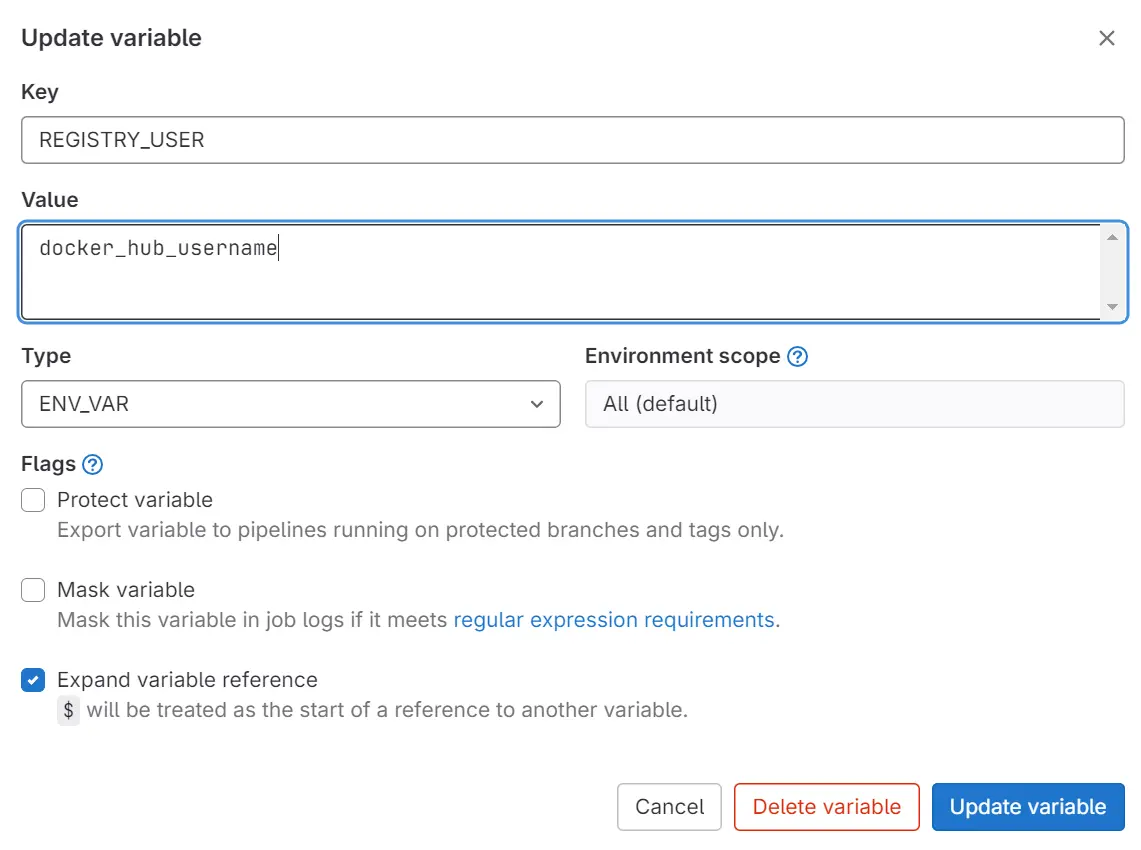 Update variable
Key
REGISTRY_USER
Value
docker_hub_username
Type
Environment scope ?
ENV_VAR
All (default)
Flags ?
Protect variable
Export variable to pipelines running on protected branches and tags only.
Mask variable
Mask this variable in job logs if it meets regular expression requirements.
Expand variable reference
$ will be treated as the start of a reference to another variable.
Cancel
Delete variable
Update variable